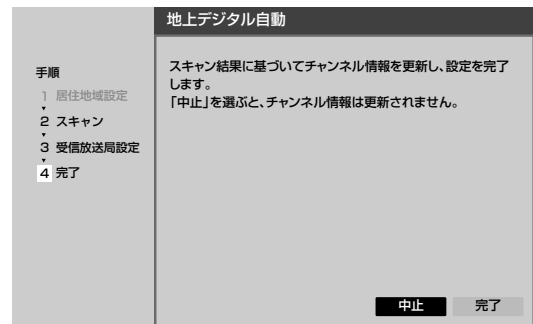 地上デジタル自動
手順
1 居住地域設定
2 スキャン
3 受信放送局設定
4 完了
スキャン結果に基づいてチャンネル情報を更新し、設定を完了
します。
「中止」を選ぶと、チャンネル情報は更新されません。
中止 完了